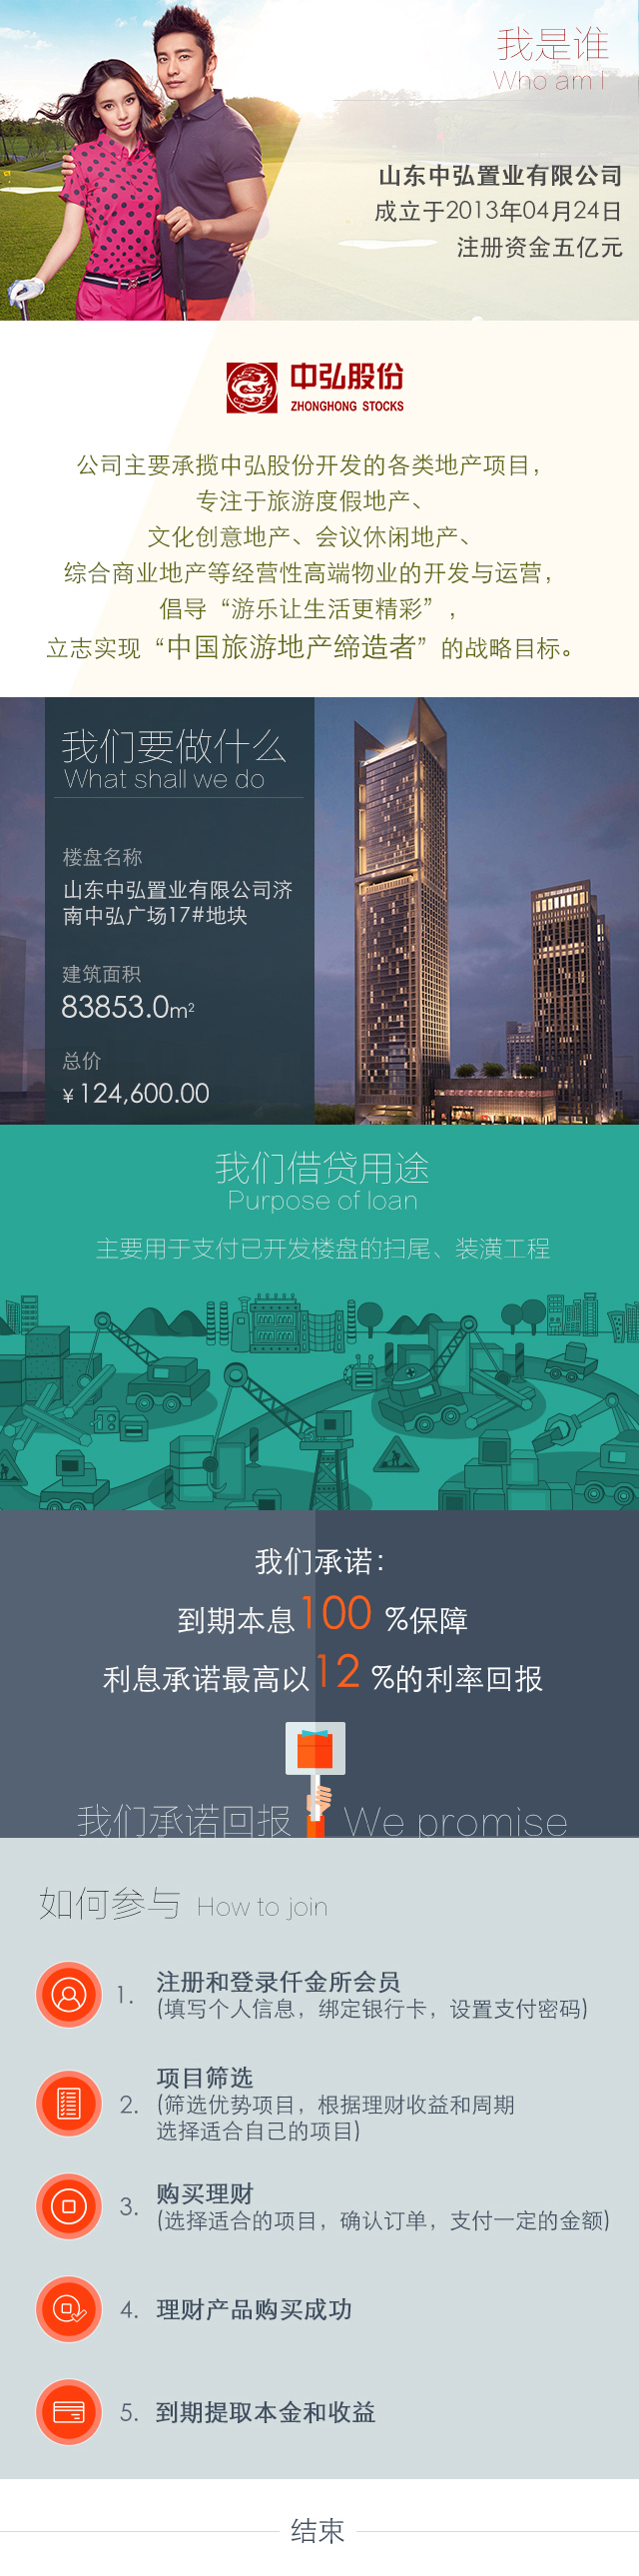 我是谁
Who am I
山东中弘置业有限公司
成立于2013年04月24日
注册资金五亿元
中弘股份
ZHONGHONG STOCKS
公司主要承揽中弘股份开发的各类地产项目，
专注于旅游度假地产、
文化创意地产、会议休闲地产、
综合商业地产等经营性高端物业的开发与运营，
倡导“游乐让生活更精彩”，
立志实现“中国旅游地产缔造者”的战略目标。
我们要做什么
What shall we do
楼盘名称
山东中弘置业有限公司济
南中弘广场17#地块
建筑面积
83853.0m²
总价
¥ 124,600.00
我们借贷用途
Purpose of loan
主要用于支付已开发楼盘的扫尾、装潢工程
我们承诺：
到期本息100 %保障
利息承诺最高以12 %的利率回报
我们承诺回报 We promise
如何参与 How to join
1. 注册和登录仟金所会员
(填写个人信息，绑定银行卡，设置支付密码)
项目筛选
2. (筛选优势项目，根据理财收益和周期
选择适合自己的项目)
3. 购买理财
(选择适合的项目，确认订单，支付一定的金额)
4. 理财产品购买成功
5. 到期提取本金和收益
结束